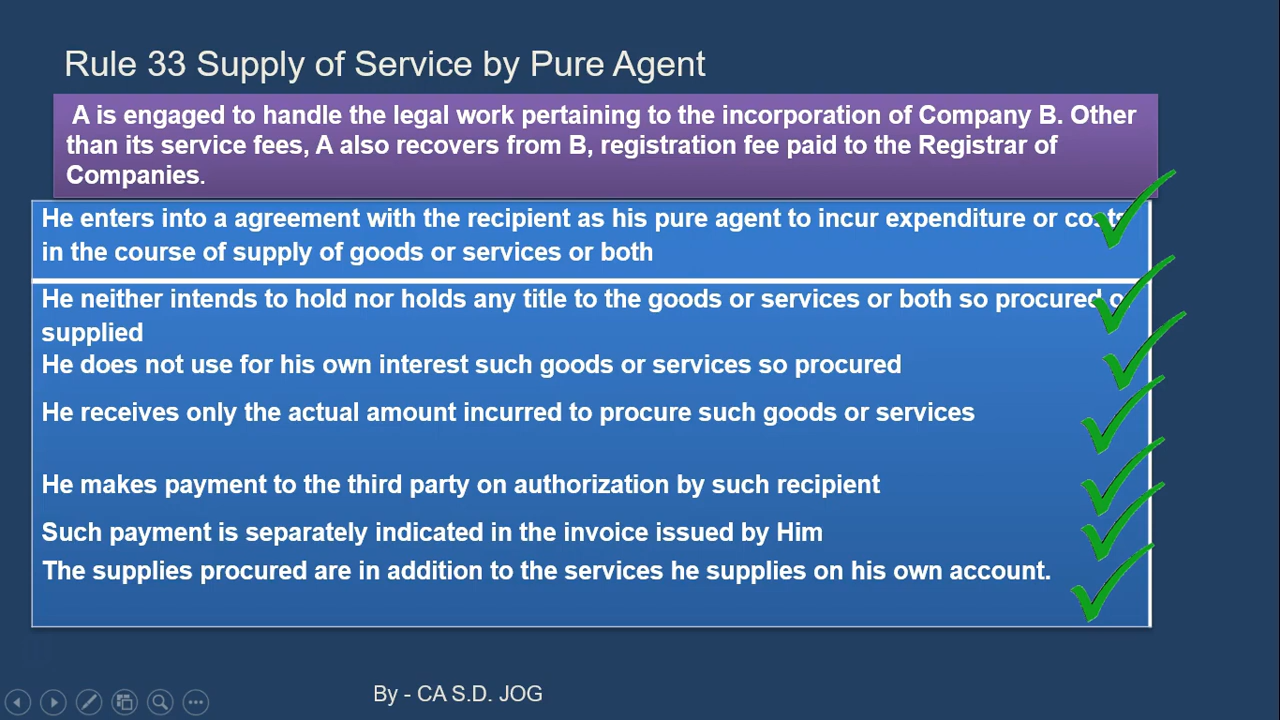 Rule 33 Supply of Service by Pure Agent
A is engaged to handle the legal work pertaining to the incorporation of Company B. Other
than its service fees, A also recovers from B, registration fee paid to the Registrar of
Companies.
He enters into a agreement with the recipient as his pure agent to incur expenditure or costs
in the course of supply of goods or services or both
He neither intends to hold nor holds any title to the goods or services or both so procured
supplied
He does not use for his own interest such goods or services so procured
He receives only the actual amount incurred to procure such goods or services
He makes payment to the third party on authorization by such recipient
Such payment is separately indicated in the invoice issued by Him
The supplies procured are in addition to the services he supplies on his own account.
By - CA S.D. JOG